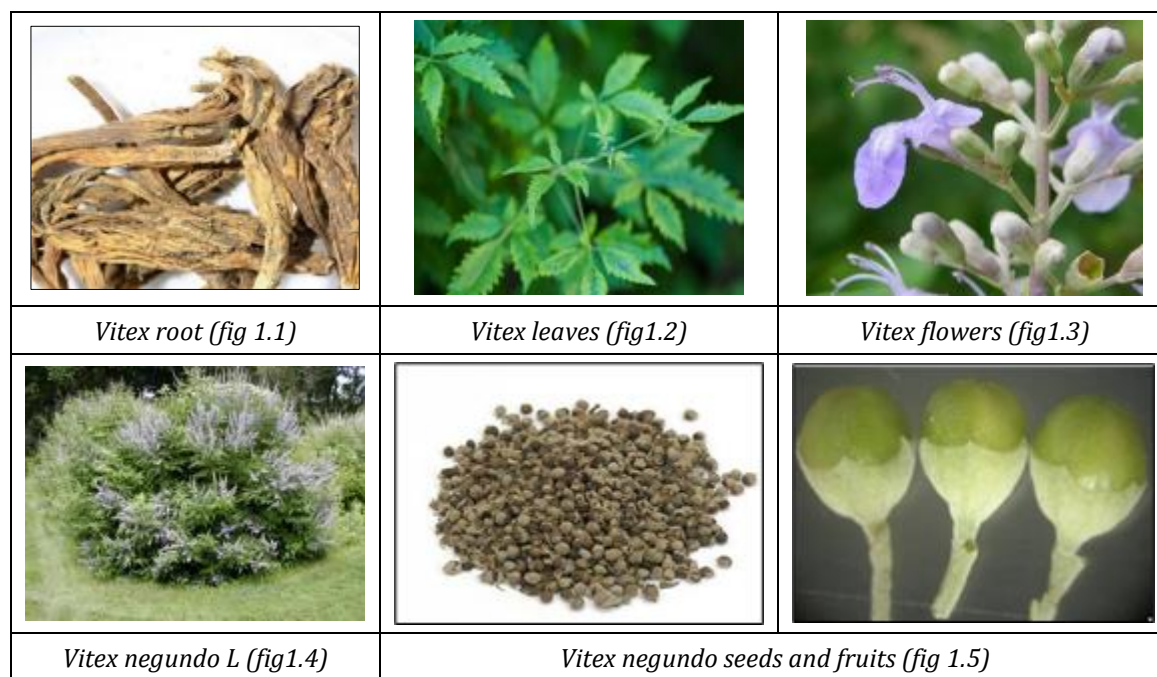 Vitex root (fig 1.1)
Vitex leaves (fig1.2)
Vitex flowers (fig1.3)
Vitex negundo L (fig1.4)
Vitex negundo seeds and fruits (fig 1.5)